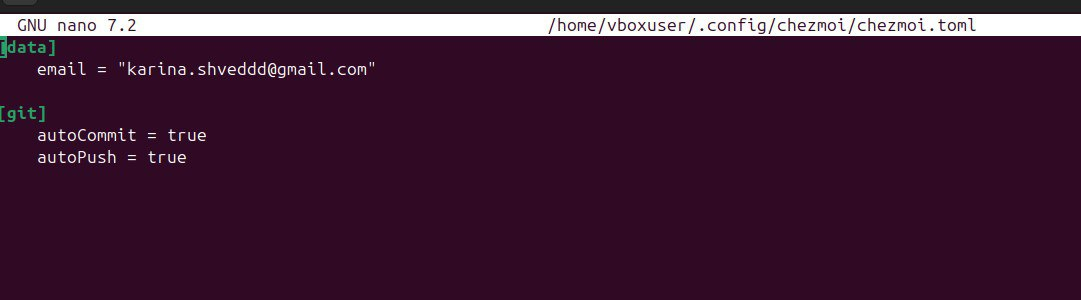 GNU nano 7.2 /home/vboxuser/.config/chezmoi/chezmoi.toml
[data]
email = "karina.shveddd@gmail.com"
[git]
autoCommit = true
autoPush = true